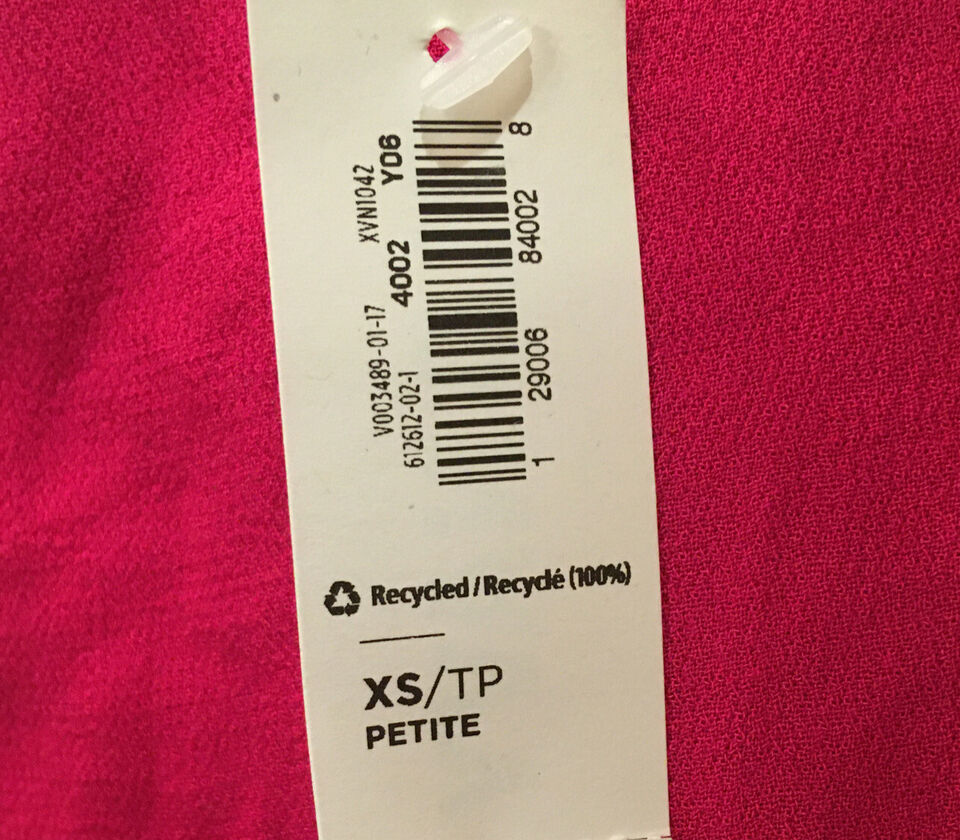 V003489-01-17 XVN1042
612612-02-1 4002 Y06
1 29006 84002 8
Recycled / Recyclé (100%)
XS/TP
PETITE